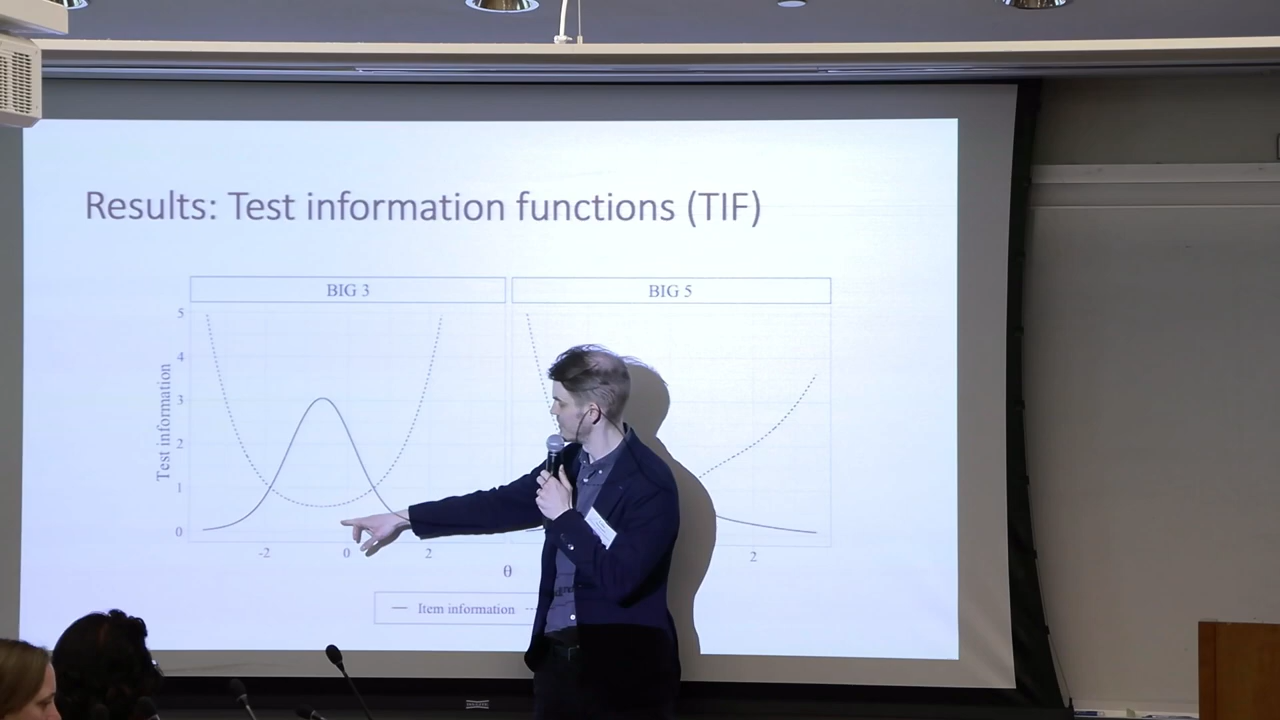 Results: Test information functions (TIF)
BIG 3
BIG 5
5
4
3
2
1
0
Test information
-2
0
2
2
θ
Item information